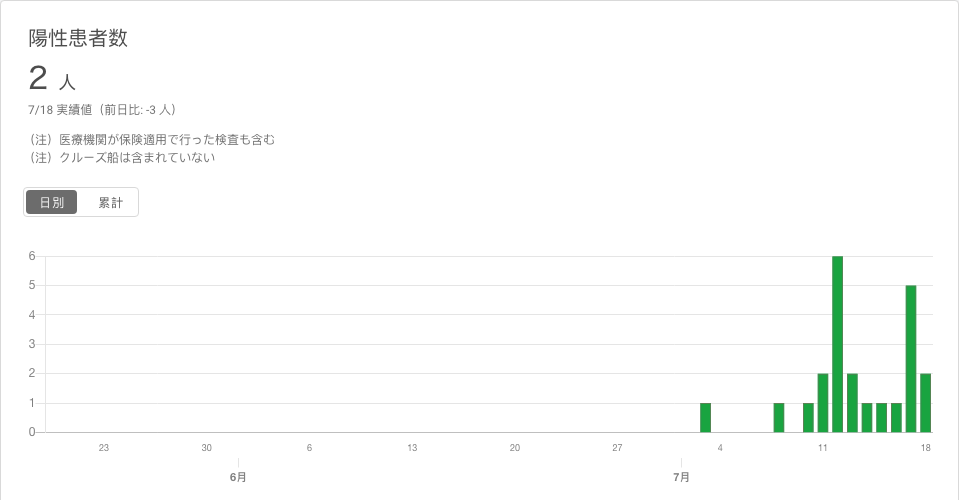 陽性患者数
2 人
7/18 実績値（前日比: -3 人）
（注）医療機関が保険適用で行った検査も含む
（注）クルーズ船は含まれていない
日別 累計
6
5
4
3
2
1
0
23 30 6 13 20 27 4 11 18
6月 7月